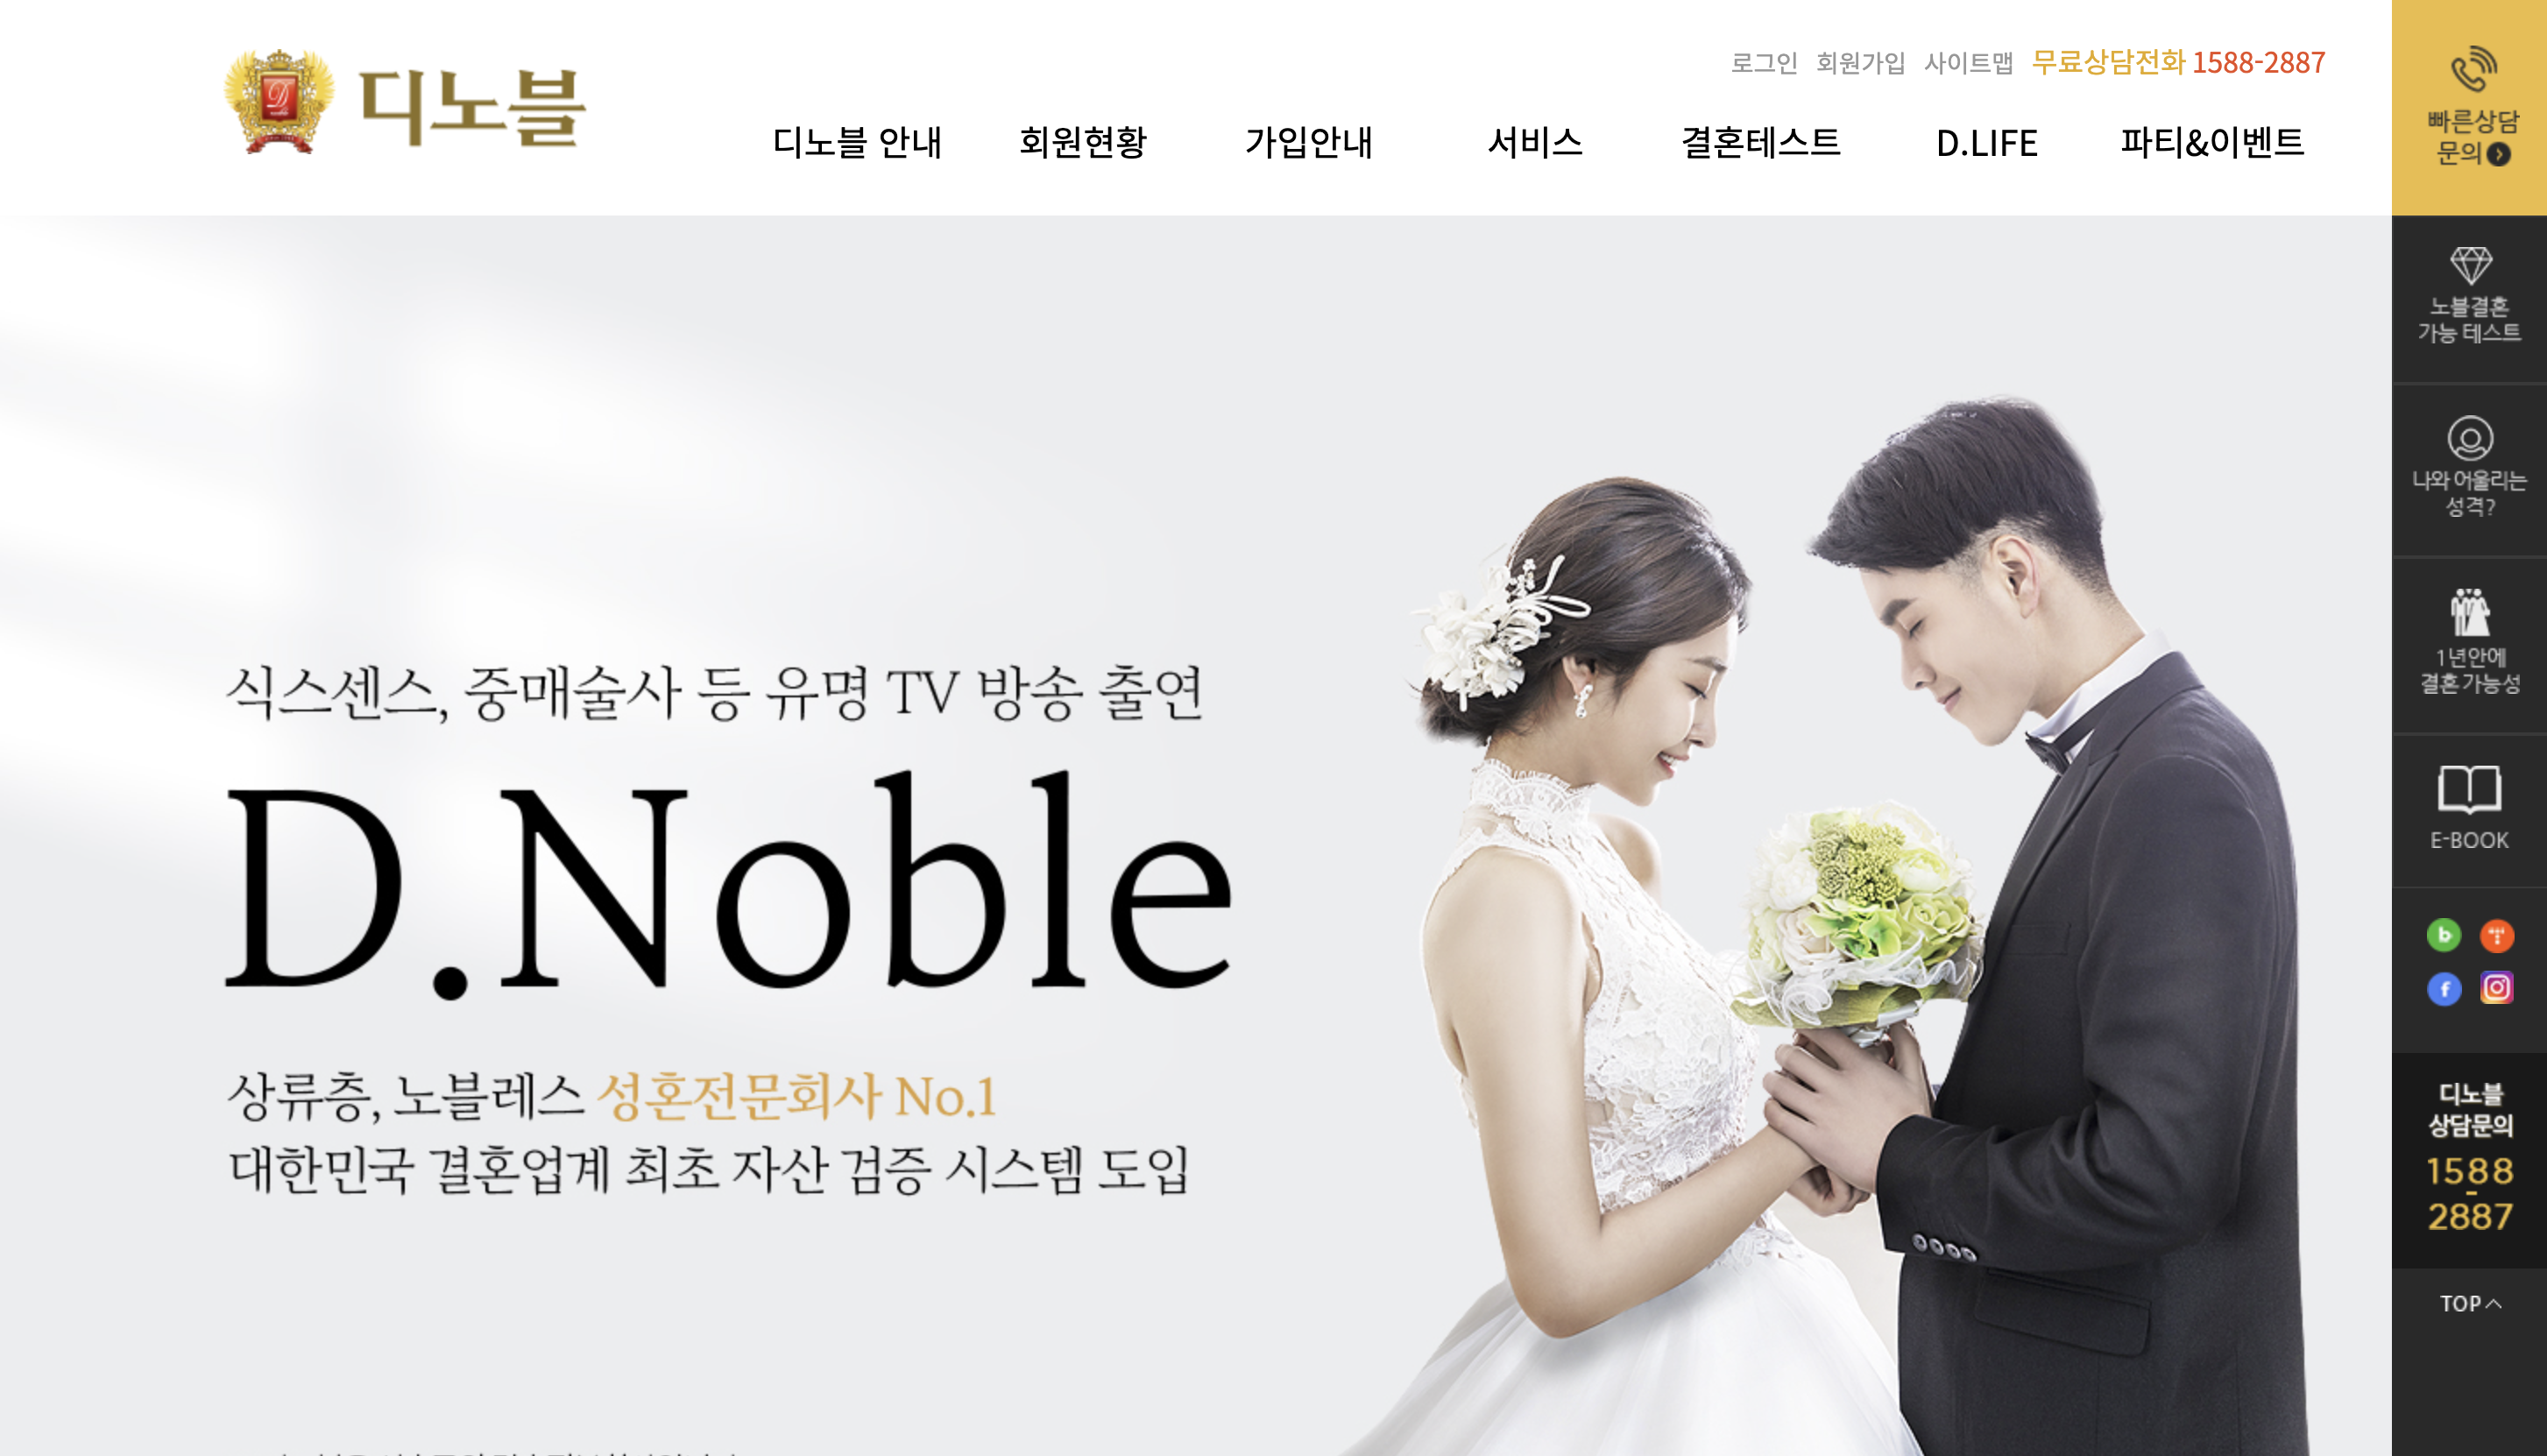 디노블
로그인 회원가입 사이트맵 무료상담전화 1588-2887
디노블 안내 회원현황 가입안내 서비스 결혼테스트 D.LIFE 파티&이벤트
식스센스, 중매술사 등 유명 TV 방송 출연
D.Noble
상류층, 노블레스 성혼전문회사 No.1
대한민국 결혼업계 최초 자산 검증 시스템 도입
빠른상담
문의
노블결혼
가능 테스트
나와 어울리는
성격?
1년안에
결혼 가능성
E-BOOK
디노블
상담문의
1588
-
2887
TOP